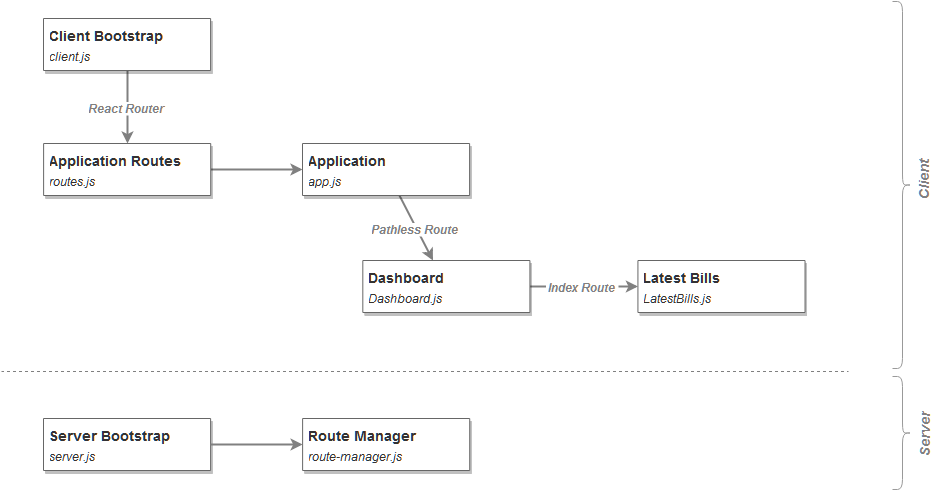 Client Bootstrap
client.js
React Router
Application Routes
routes.js
Application
app.js
Pathless Route
Dashboard
Dashboard.js
Index Route
Latest Bills
LatestBills.js
Client
Server Bootstrap
server.js
Route Manager
route-manager.js
Server